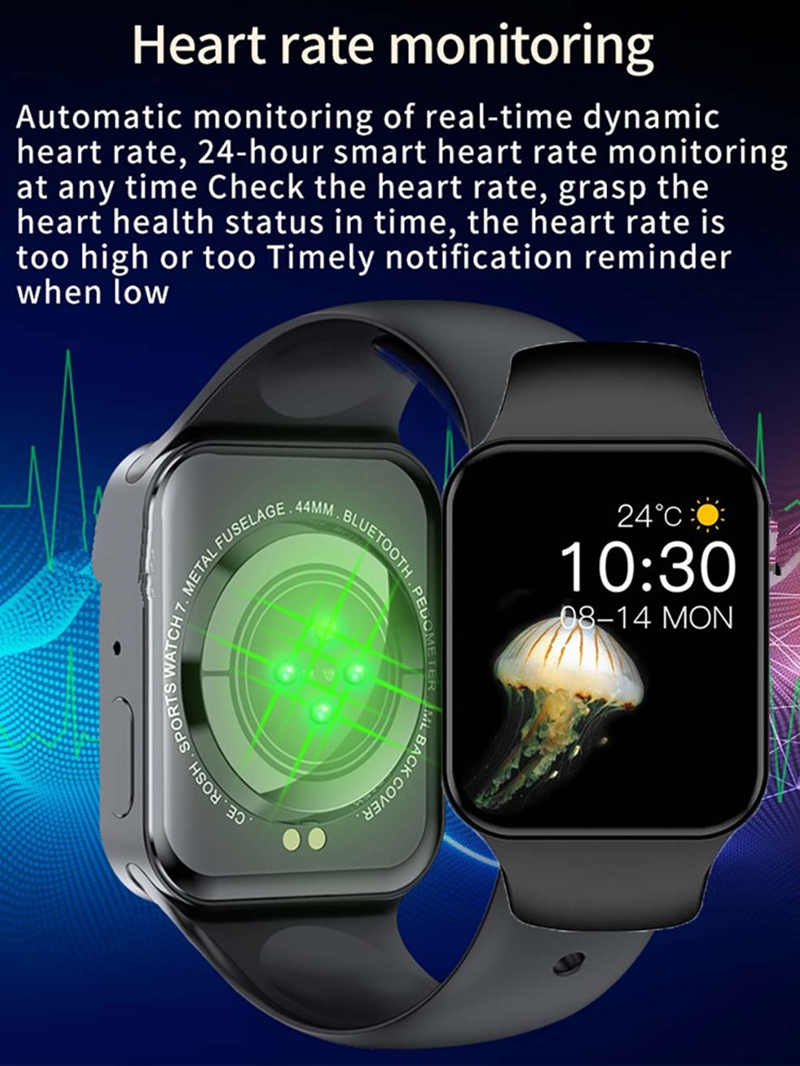 Heart rate monitoring
Automatic monitoring of real-time dynamic
heart rate, 24-hour smart heart rate monitoring
at any time Check the heart rate, grasp the
heart health status in time, the heart rate is
too high or too Timely notification reminder
when low
24°C
10:30
08-14 MON
CE. ROSH. SPORTS WATCH 7. METAL FUSELAGE. 44MM. BLUETOOTH. PEDOMETER
BACK COVER.